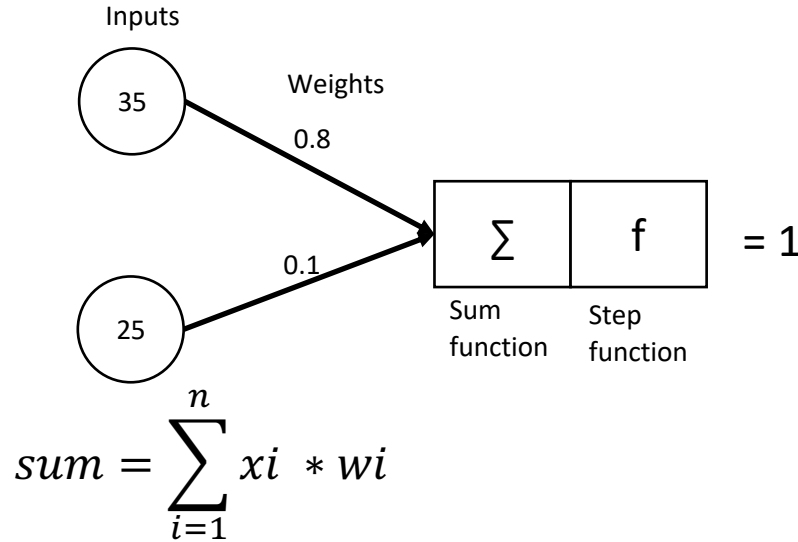 Inputs
35
Weights
0.8
∑ f = 1
0.1
25
Sum function
Step function
n
sum = ∑ xi * wi
i=1